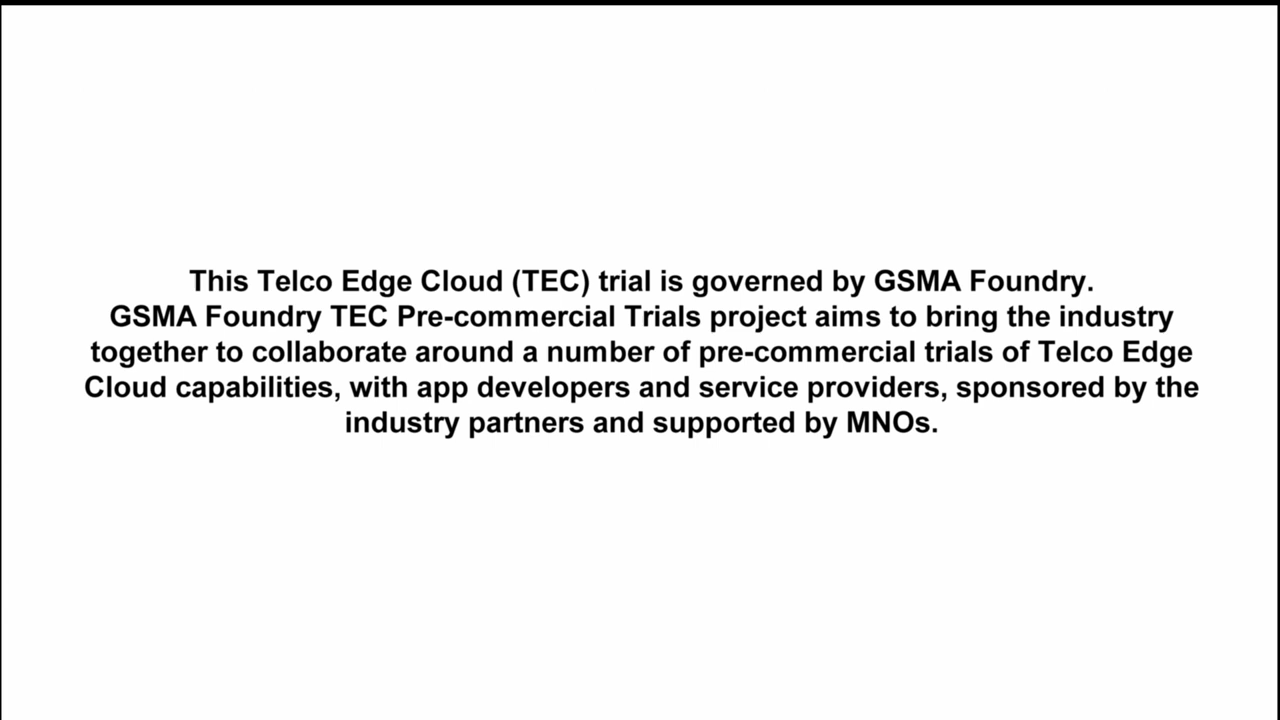 This Telco Edge Cloud (TEC) trial is governed by GSMA Foundry.
GSMA Foundry TEC Pre-commercial Trials project aims to bring the industry
together to collaborate around a number of pre-commercial trials of Telco Edge
Cloud capabilities, with app developers and service providers, sponsored by the
industry partners and supported by MNOs.